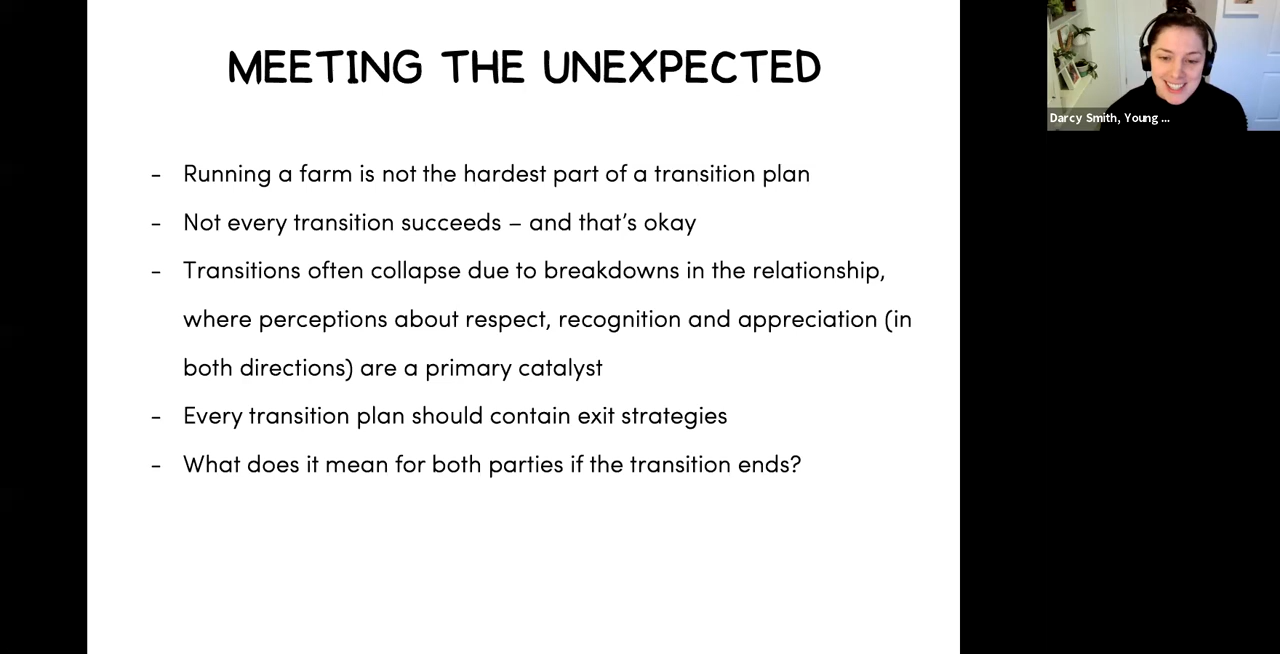 MEETING THE UNEXPECTED
- Running a farm is not the hardest part of a transition plan
- Not every transition succeeds – and that's okay
- Transitions often collapse due to breakdowns in the relationship,
where perceptions about respect, recognition and appreciation (in
both directions) are a primary catalyst
- Every transition plan should contain exit strategies
- What does it mean for both parties if the transition ends?
Darcy Smith, Young ...